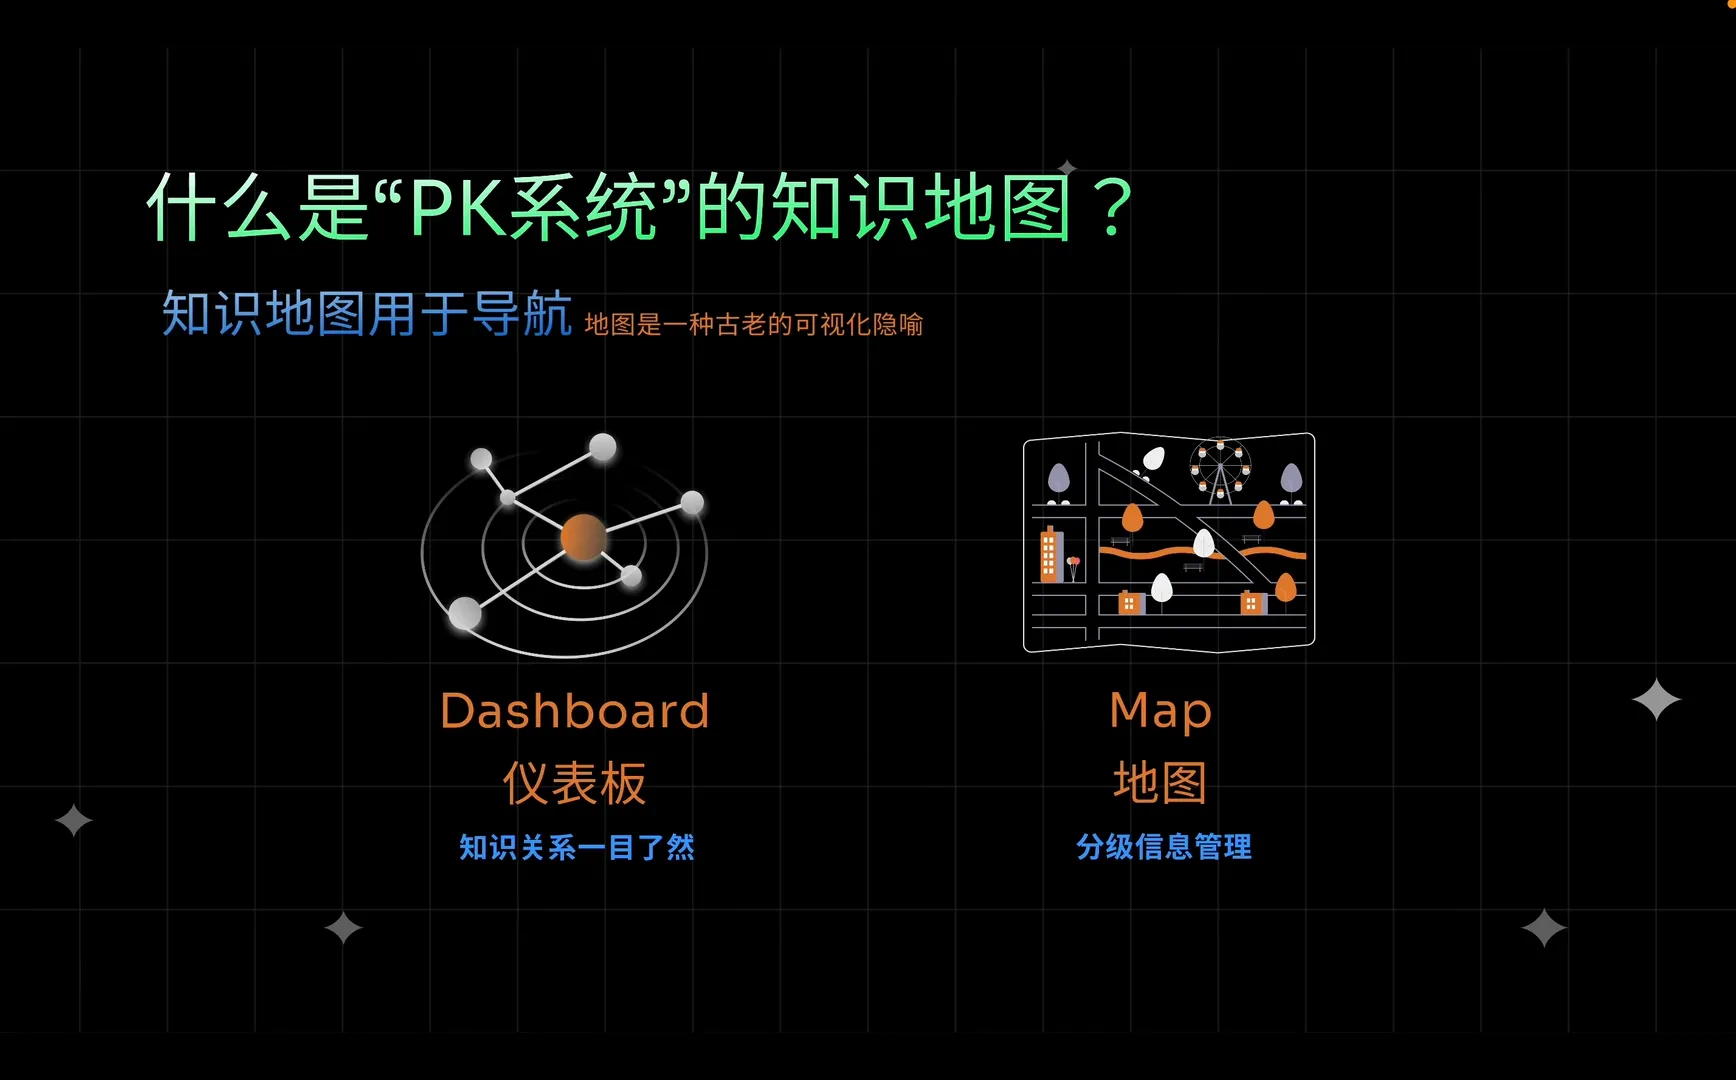 什么是“PK系统”的知识地图？
知识地图用于导航 地图是一种古老的可视化隐喻
Dashboard
仪表板
知识关系一目了然
Map
地图
分级信息管理